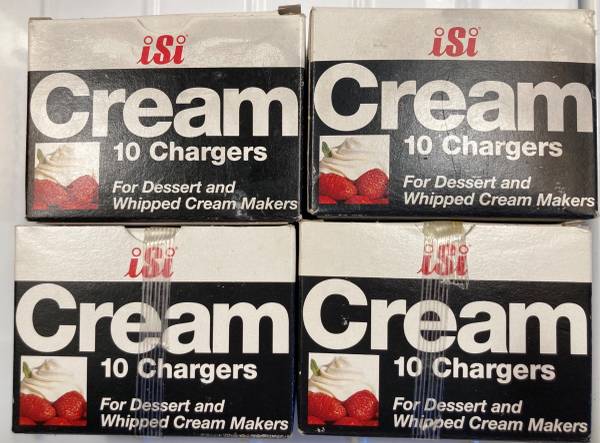 iSi
Cream
10 Chargers
For Dessert and
Whipped Cream Makers
iSi
Cream
10 Chargers
For Dessert and
Whipped Cream Makers
iSi
Cream
10 Chargers
For Dessert and
Whipped Cream Makers
iSi
Cream
10 Chargers
For Dessert and
Whipped Cream Makers